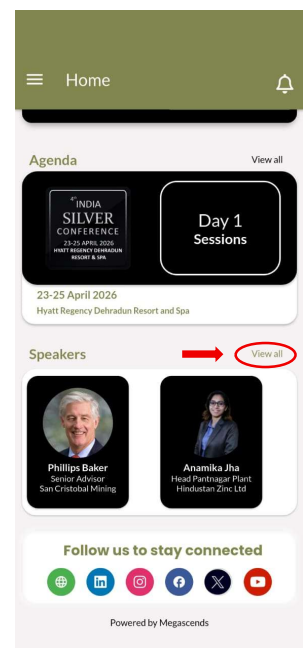 Home
Agenda
View all
4th INDIA
SILVER
CONFERENCE
23-25 APRIL 2026
HYATT REGENCY DEHRADUN
RESORT & SPA
Day 1
Sessions
23-25 April 2026
Hyatt Regency Dehradun Resort and Spa
Speakers
View all
Phillips Baker
Senior Advisor
San Cristobal Mining
Anamika Jha
Head Pantnagar Plant
Hindustan Zinc Ltd
Follow us to stay connected
Powered by Megascends